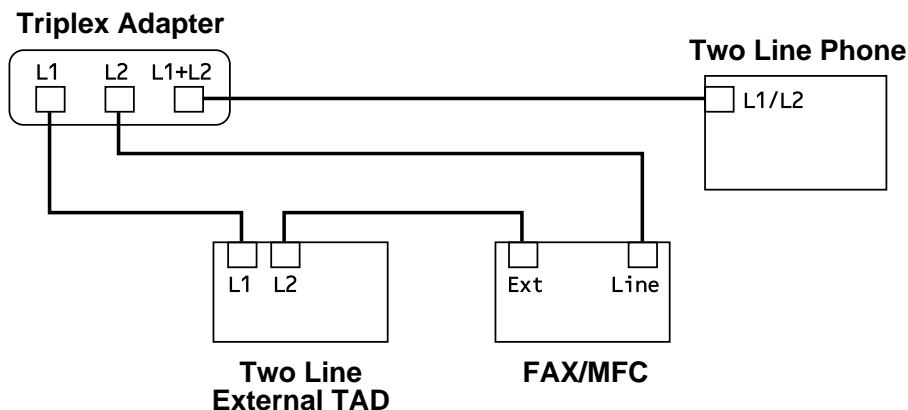 Triplex Adapter
Two Line Phone
L1 L2 L1+L2
L1/L2
L1 L2
Ext Line
Two Line
External TAD
FAX/MFC